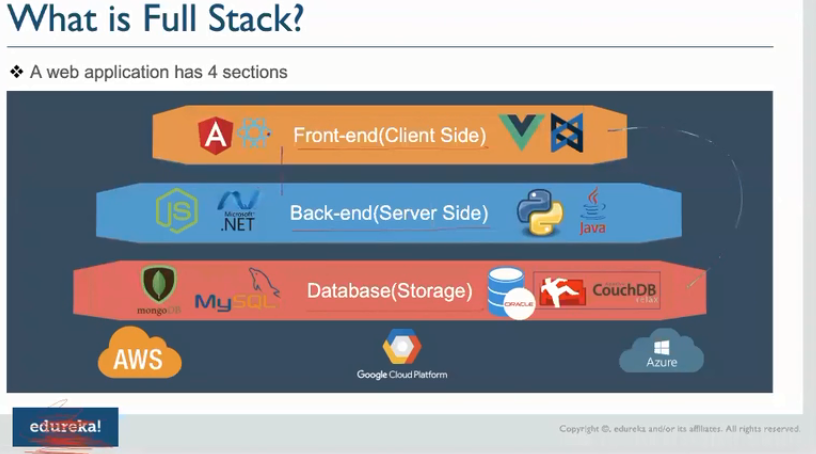 What is Full Stack?
❖ A web application has 4 sections
A
Front-end(Client Side)
JS
Microsoft
.NET
Back-end(Server Side)
Java
mongoDB
MySQL
Database(Storage)
ORACLE
CouchDB
relax
AWS
Google Cloud Platform
Azure
edureka!
Copyright ©, edureka and/or its affiliates. All rights reserved.